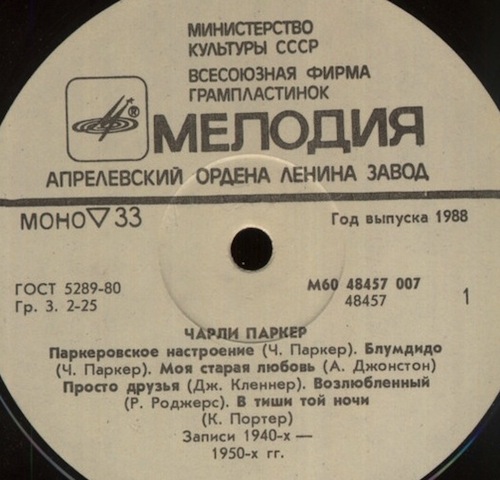 МИНИСТЕРСТВО
КУЛЬТУРЫ СССР
ВСЕСОЮЗНАЯ ФИРМА
ГРАМПЛАСТИНОК
® МЕЛОДИЯ
АПРЕЛЕВСКИЙ ОРДЕНА ЛЕНИНА ЗАВОД
МОНО ▽ 33
Год выпуска 1988
ГОСТ 5289-80
Гр. 3. 2-25
М60 48457 007
48457
1
ЧАРЛИ ПАРКЕР
Паркеровское настроение (Ч. Паркер). Блумдидо
(Ч. Паркер). Моя старая любовь (А. Джонстон)
Просто друзья (Дж. Кленнер). Возлюбленный
(Р. Роджерс). В тиши той ночи
(К. Портер)
Записи 1940-х —
1950-х гг.